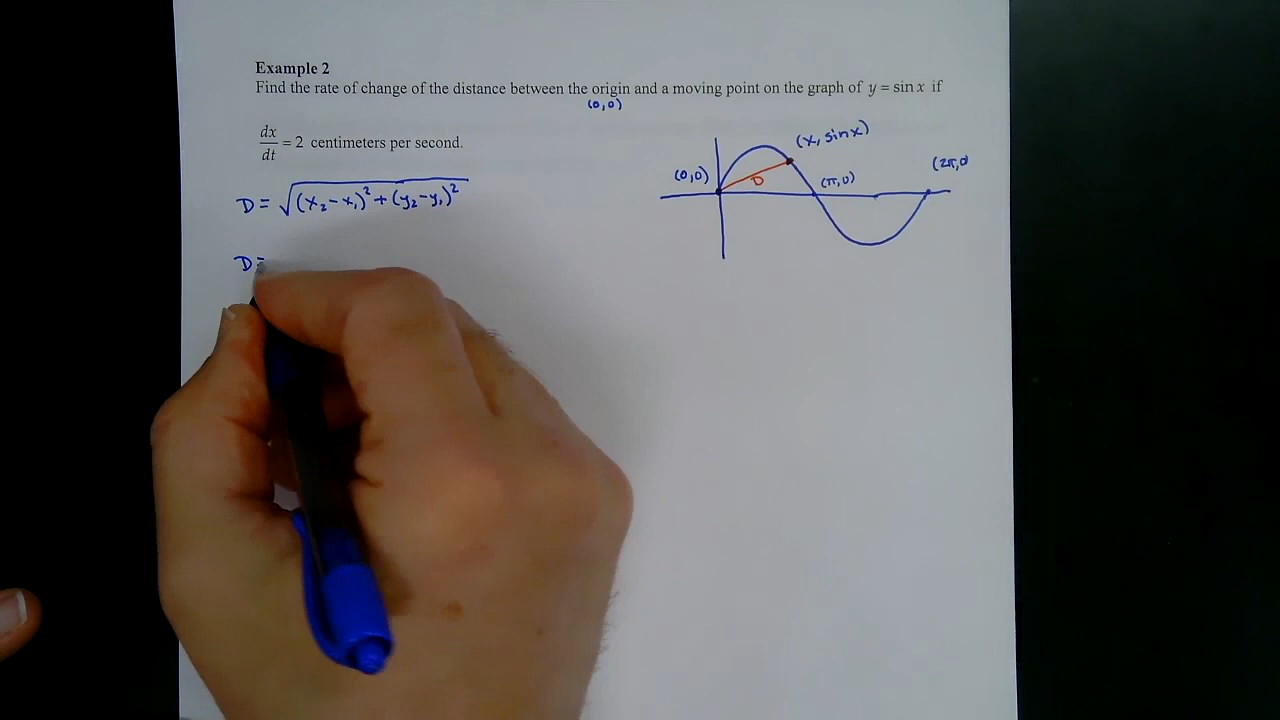 Example 2
Find the rate of change of the distance between the origin and a moving point on the graph of y = sin x if
(0,0)
dx/dt = 2 centimeters per second.
D = √((x₂-x₁)²+(y₂-y₁)²)
D=
(x, sin x)
(0,0)
D
(π,0)
(2π,0